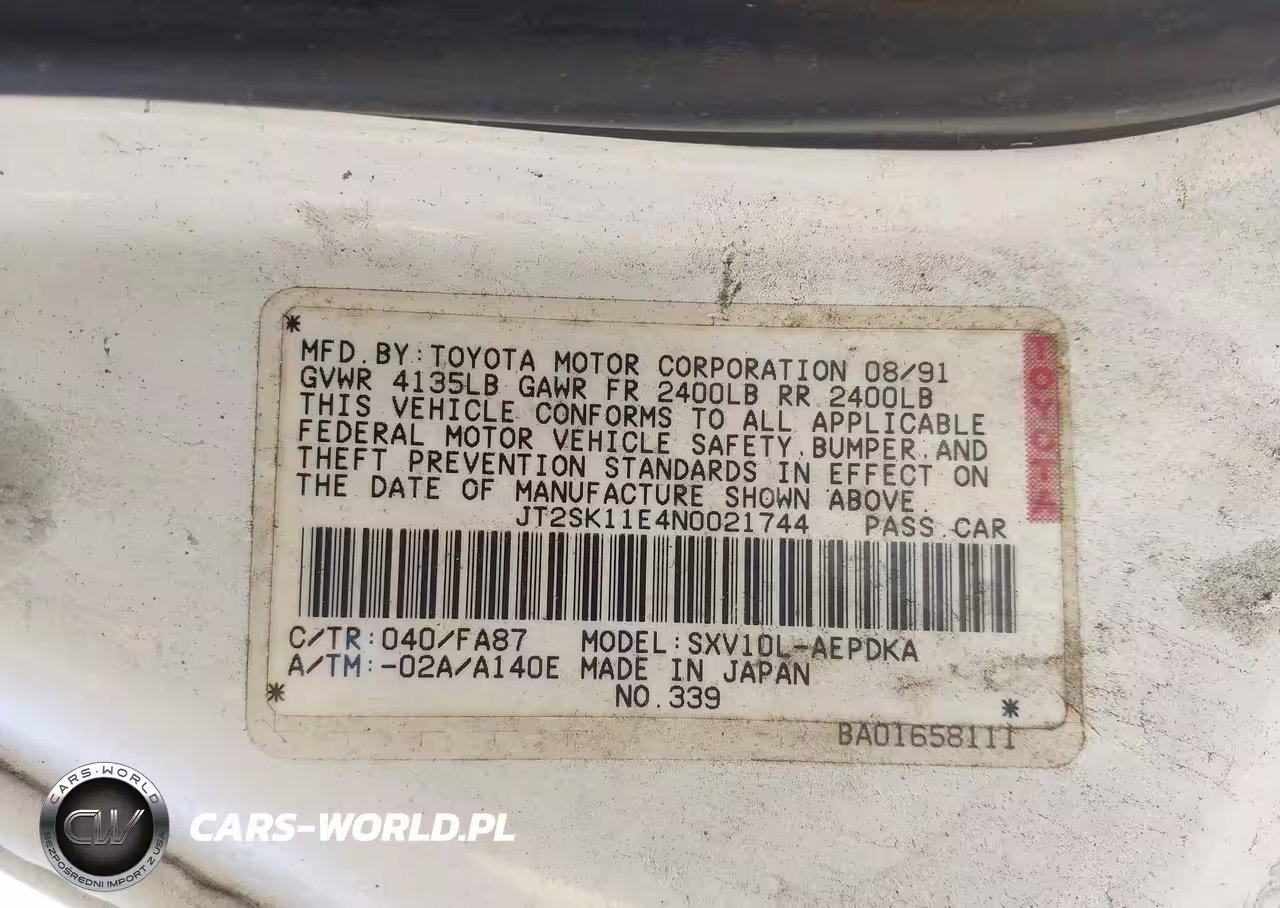 MFD.BY:TOYOTA MOTOR CORPORATION 08/91
GVWR 4135LB GAWR FR 2400LB RR 2400LB
THIS VEHICLE CONFORMS TO ALL APPLICABLE
FEDERAL MOTOR VEHICLE SAFETY,BUMPER,AND
THEFT PREVENTION STANDARDS IN EFFECT ON
THE DATE OF MANUFACTURE SHOWN ABOVE.
JT2SK11E4N0021744 PASS.CAR
C/TR:040/FA87 MODEL:SXV10L-AEPDKA
A/TM:-02A/A140E MADE IN JAPAN
NO.339
BA01658111
TOYOTA
CARS-WORLD
CW
BEZPOŚREDNI IMPORT Z USA
CARS-WORLD.PL